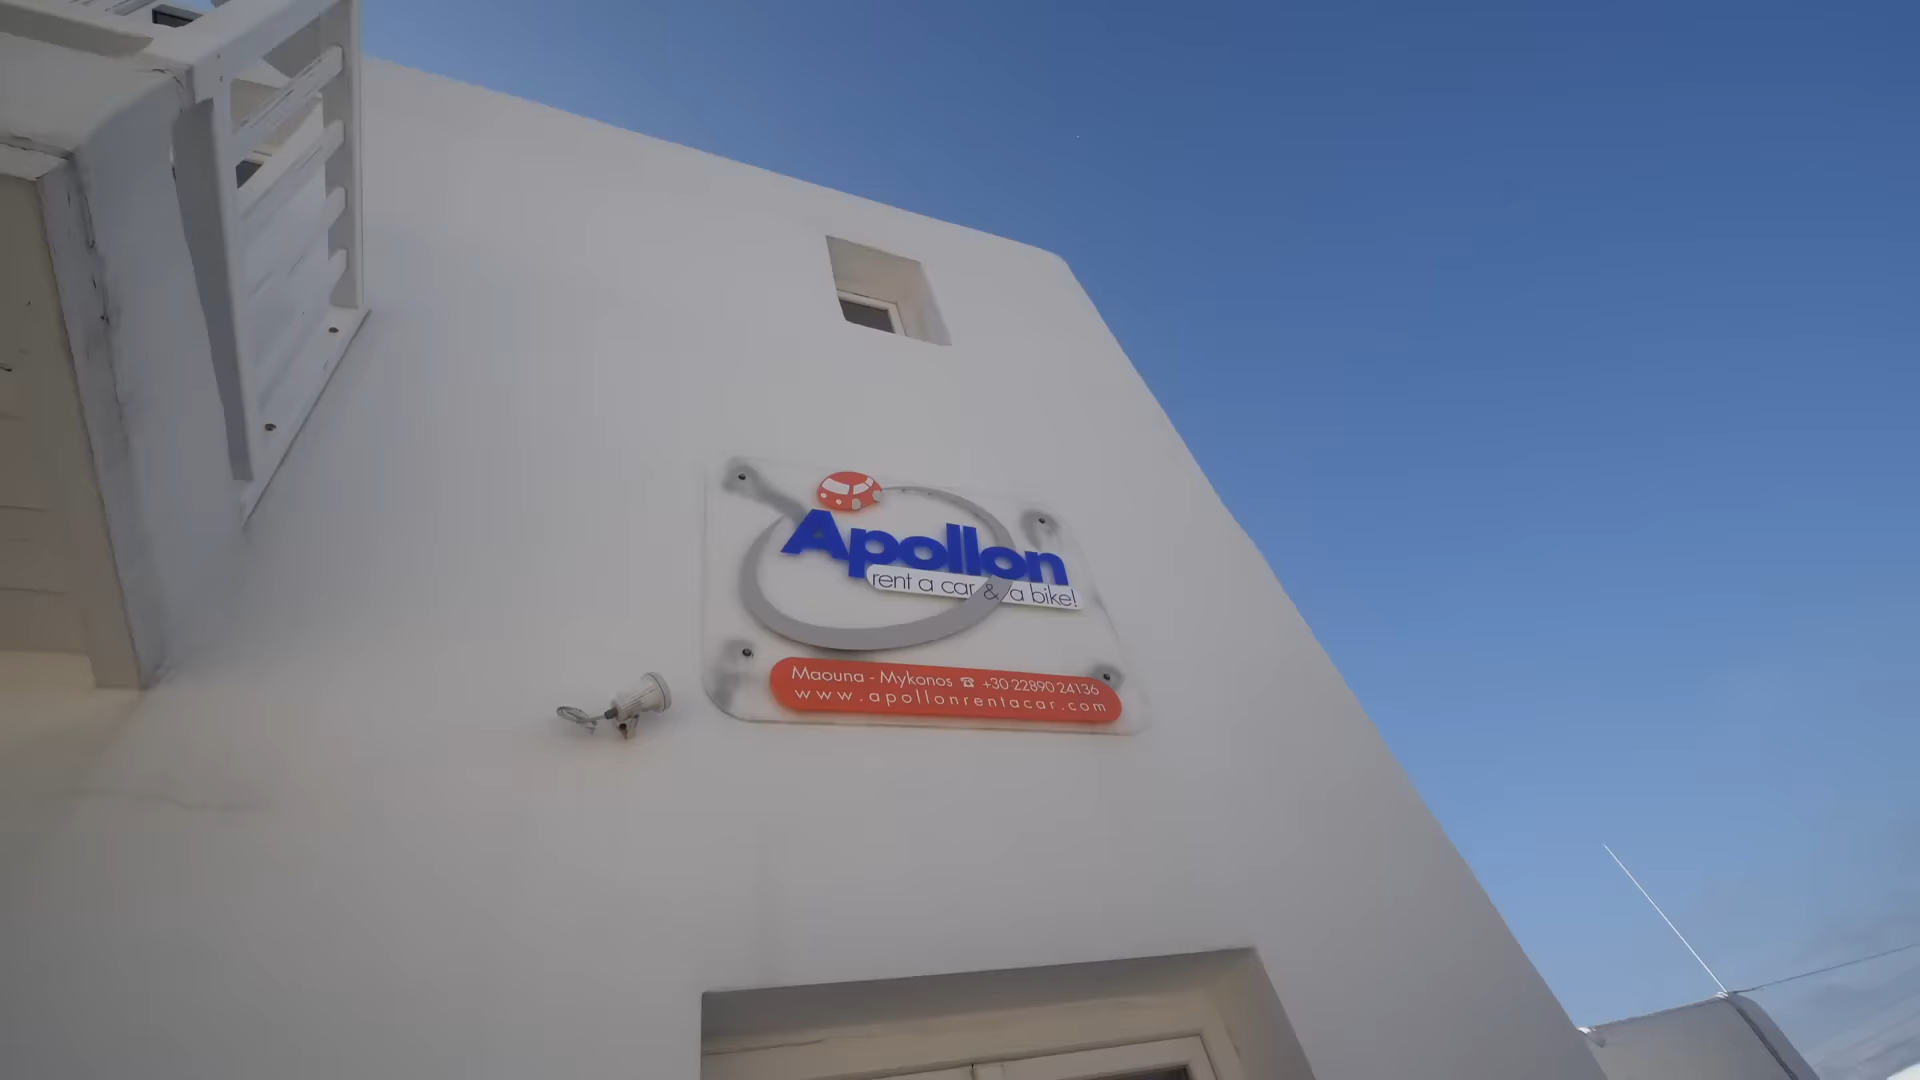 Apollon
rent a car & a bike!
Maouna - Mykonos ☎ +30 22890 24136
www.apollonrentacar.com